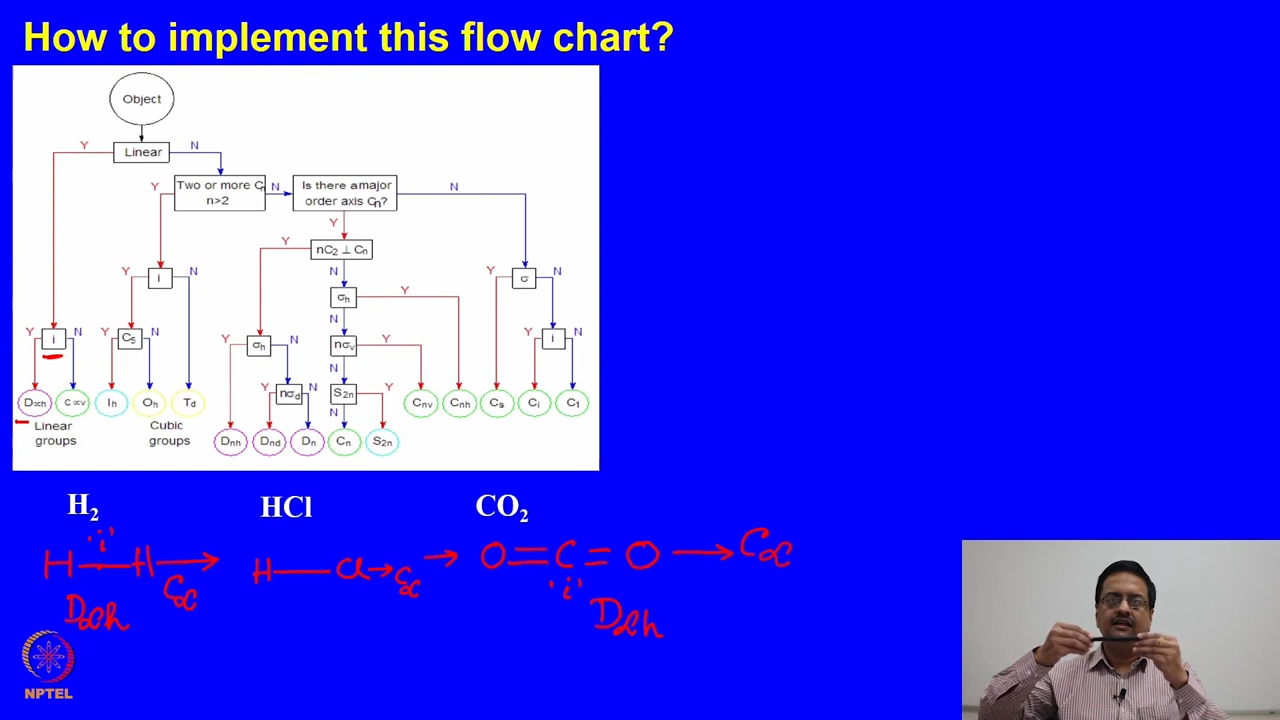 How to implement this flow chart?
Object
Y N
Linear
Y Two or more Cn n>2 N Is there a major order axis Cn? N
Y
Y nC2 ⊥ Cn
N
Y i N
Y σ N
σh Y
N
Y i N
Y C5 N
Y σh N
nσv Y
Y i N
N
Y nσd N
S2n Y
N
D∝h C∝v Ih Oh Td
Cnv Cnh Cs Ci C1
Linear groups
Cubic groups
Dnh Dnd Dn Cn S2n
H2 HCl CO2
'i'
H—H→ C∝
H—Cl→ C∝
→ O=C=O → C∝
'i'
D∝h
D∝h
NPTEL